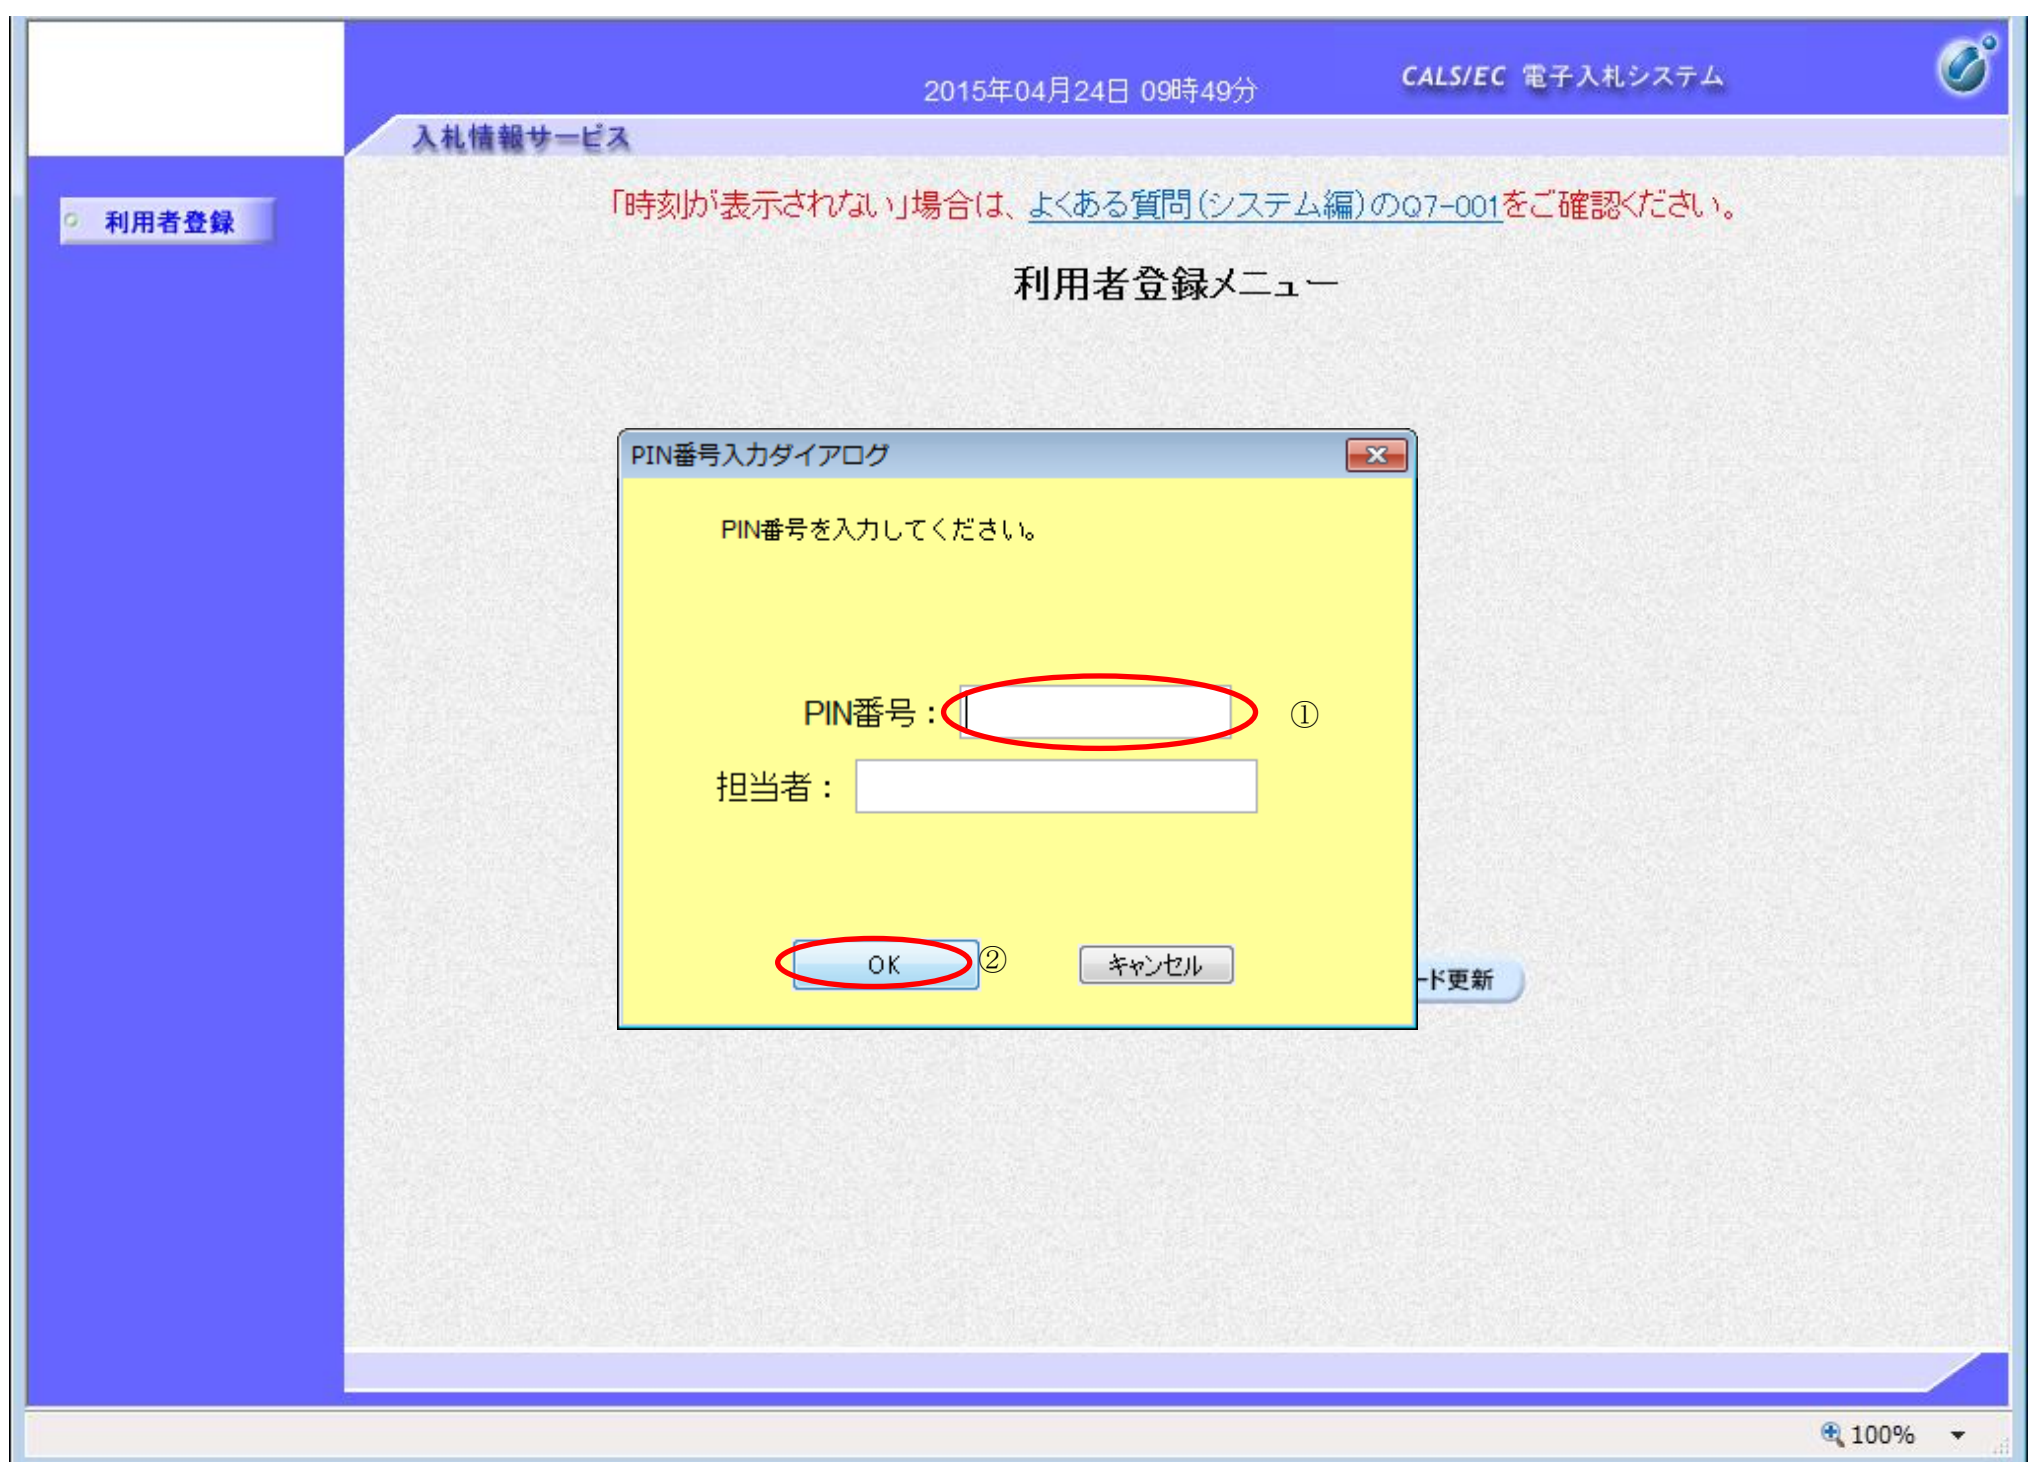 2015年04月24日 09時49分
CALS/EC 電子入札システム
入札情報サービス
利用者登録
「時刻が表示されない」場合は、よくある質問(システム編)のQ7-001をご確認ください。
利用者登録メニュー
PIN番号入力ダイアログ
PIN番号を入力してください。
PIN番号：
①
担当者：
OK
②
キャンセル
ード更新
100%